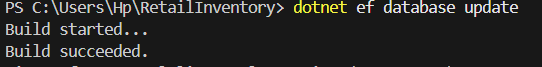 PS C:\Users\Hp\RetailInventory> dotnet ef database update
Build started...
Build succeeded.